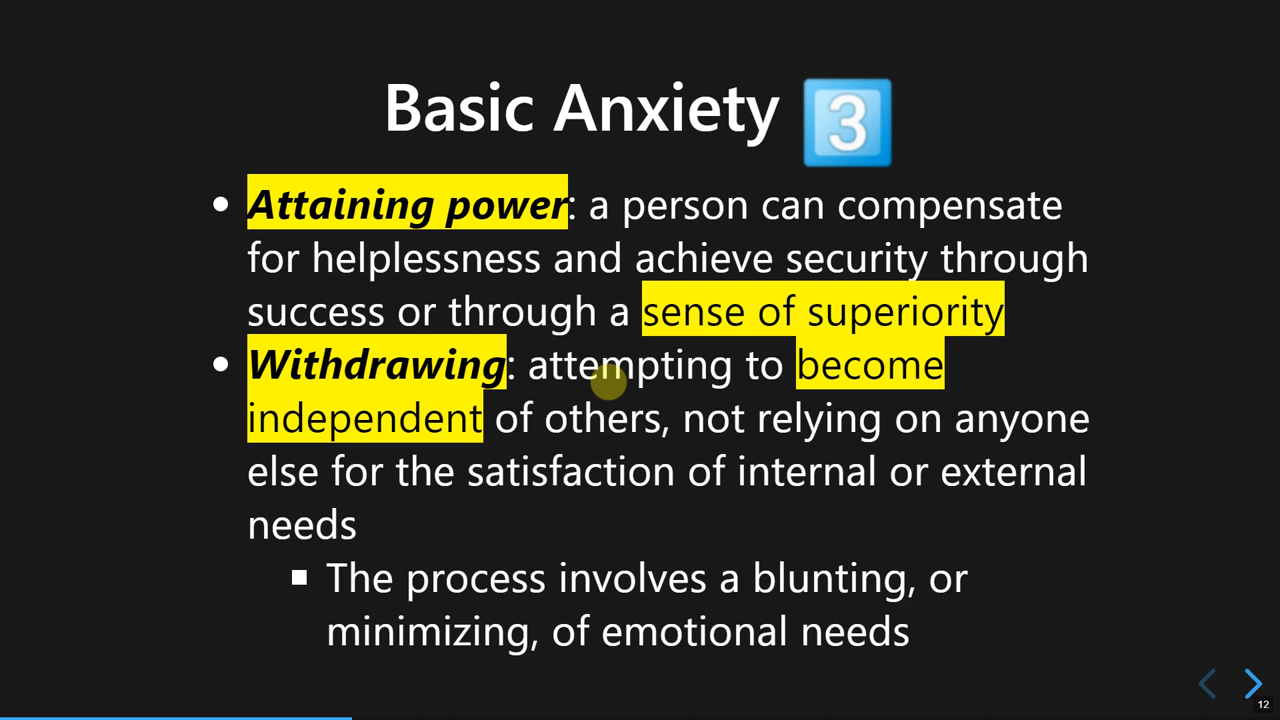 Basic Anxiety 3️⃣
• Attaining power: a person can compensate
for helplessness and achieve security through
success or through a sense of superiority
• Withdrawing: attempting to become
independent of others, not relying on anyone
else for the satisfaction of internal or external
needs
▪ The process involves a blunting, or
minimizing, of emotional needs
12